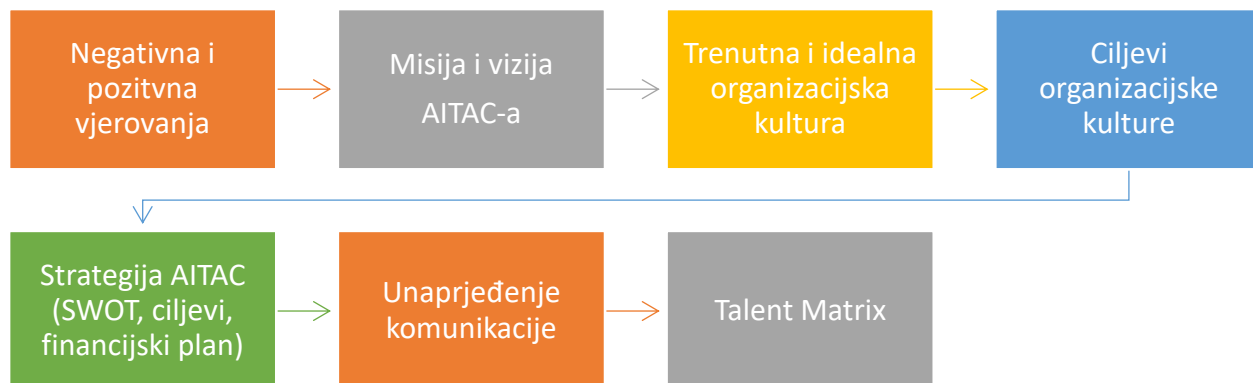 Negativna i
pozitvna
vjerovanja
Misija i vizija
AITAC-a
Trenutna i idealna
organizacijska
kultura
Ciljevi
organizacijske
kulture
Strategija AITAC
(SWOT, ciljevi,
financijski plan)
Unaprjeđenje
komunikacije
Talent Matrix